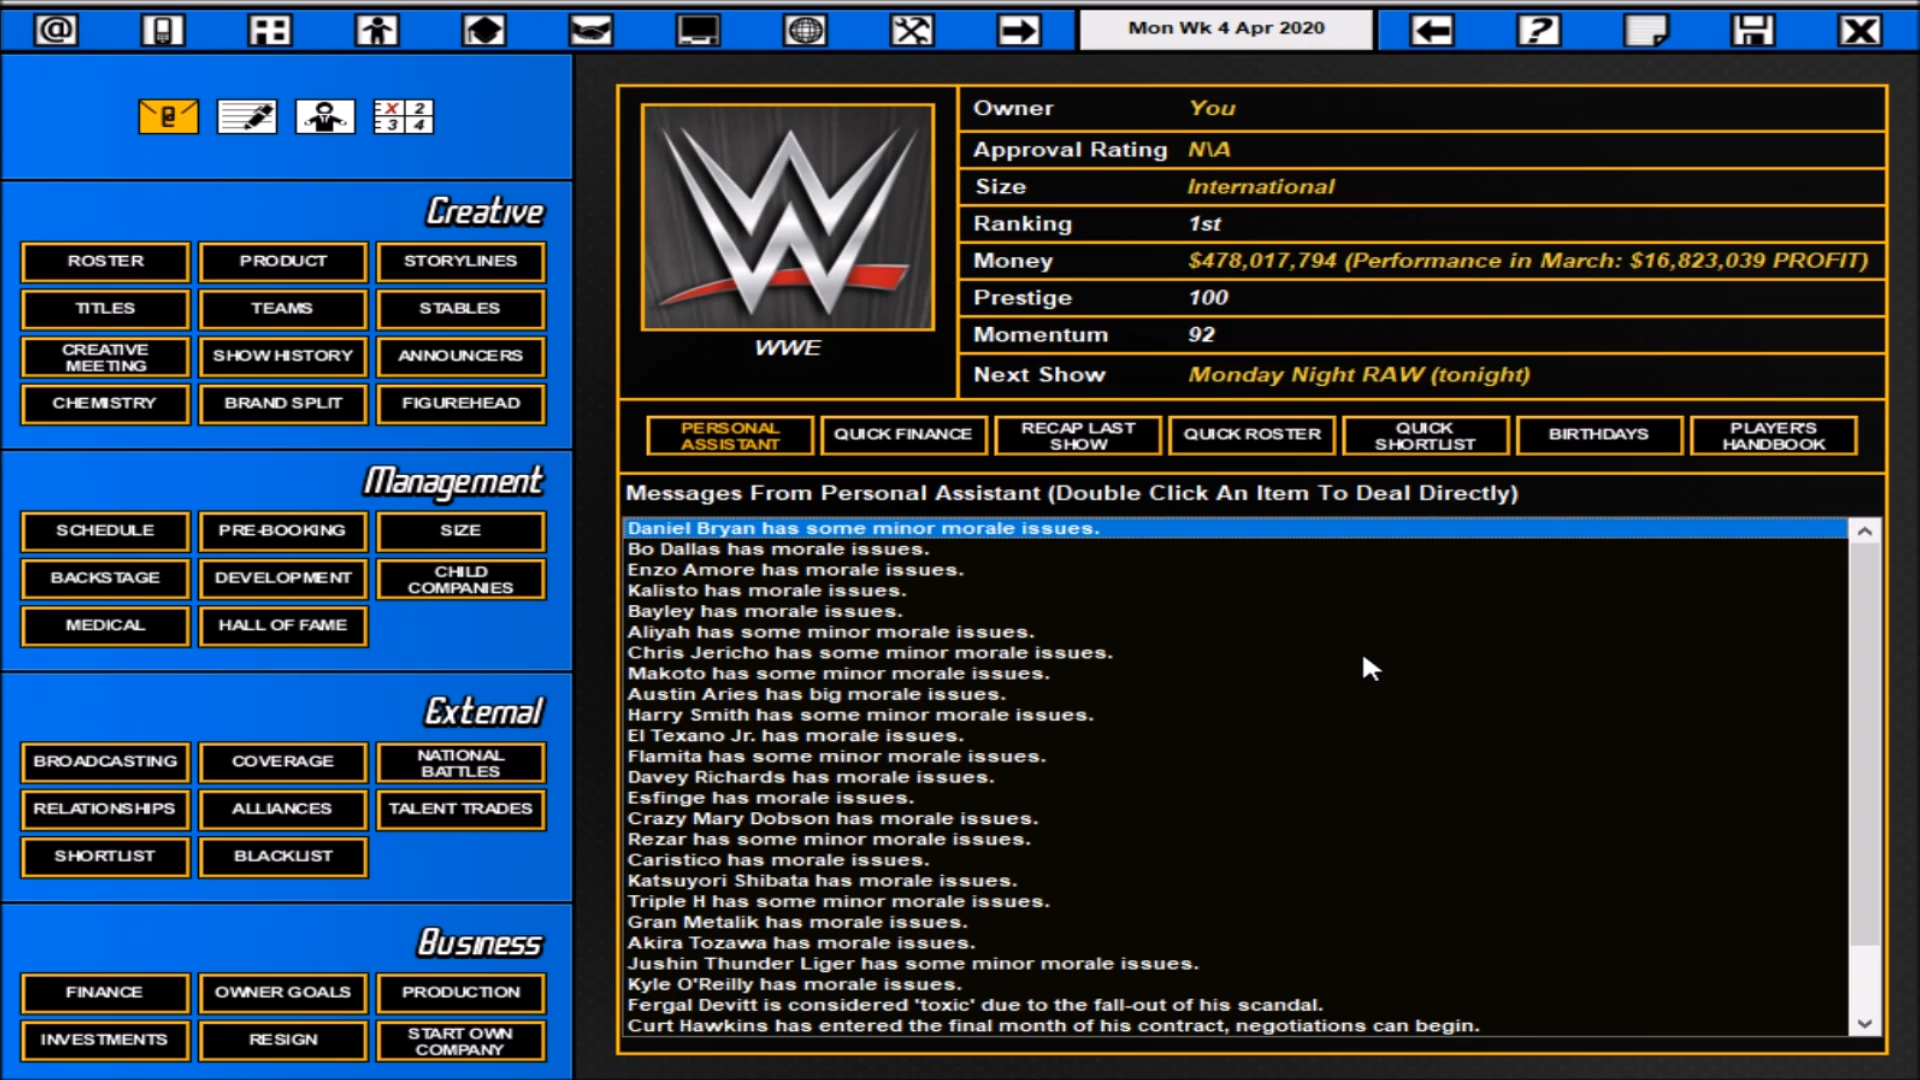 @
Mon Wk 4 Apr 2020
?
X
@
X 2
3 4
Creative
ROSTER
PRODUCT
STORYLINES
TITLES
TEAMS
STABLES
CREATIVE
MEETING
SHOW HISTORY
ANNOUNCERS
CHEMISTRY
BRAND SPLIT
FIGUREHEAD
Management
SCHEDULE
PRE-BOOKING
SIZE
BACKSTAGE
DEVELOPMENT
CHILD
COMPANIES
MEDICAL
HALL OF FAME
External
BROADCASTING
COVERAGE
NATIONAL
BATTLES
RELATIONSHIPS
ALLIANCES
TALENT TRADES
SHORTLIST
BLACKLIST
Business
FINANCE
OWNER GOALS
PRODUCTION
INVESTMENTS
RESIGN
START OWN
COMPANY
WWE
Owner You
Approval Rating N\A
Size International
Ranking 1st
Money $478,017,794 (Performance in March: $16,823,039 PROFIT)
Prestige 100
Momentum 92
Next Show Monday Night RAW (tonight)
PERSONAL
ASSISTANT
QUICK FINANCE
RECAP LAST
SHOW
QUICK ROSTER
QUICK
SHORTLIST
BIRTHDAYS
PLAYER'S
HANDBOOK
Messages From Personal Assistant (Double Click An Item To Deal Directly)
Daniel Bryan has some minor morale issues.
Bo Dallas has morale issues.
Enzo Amore has morale issues.
Kalisto has morale issues.
Bayley has morale issues.
Aliyah has some minor morale issues.
Chris Jericho has some minor morale issues.
Makoto has some minor morale issues.
Austin Aries has big morale issues.
Harry Smith has some minor morale issues.
El Texano Jr. has morale issues.
Flamita has some minor morale issues.
Davey Richards has morale issues.
Esfinge has morale issues.
Crazy Mary Dobson has morale issues.
Rezar has some minor morale issues.
Caristico has morale issues.
Katsuyori Shibata has morale issues.
Triple H has some minor morale issues.
Gran Metalik has morale issues.
Akira Tozawa has morale issues.
Jushin Thunder Liger has some minor morale issues.
Kyle O'Reilly has morale issues.
Fergal Devitt is considered 'toxic' due to the fall-out of his scandal.
Curt Hawkins has entered the final month of his contract, negotiations can begin.